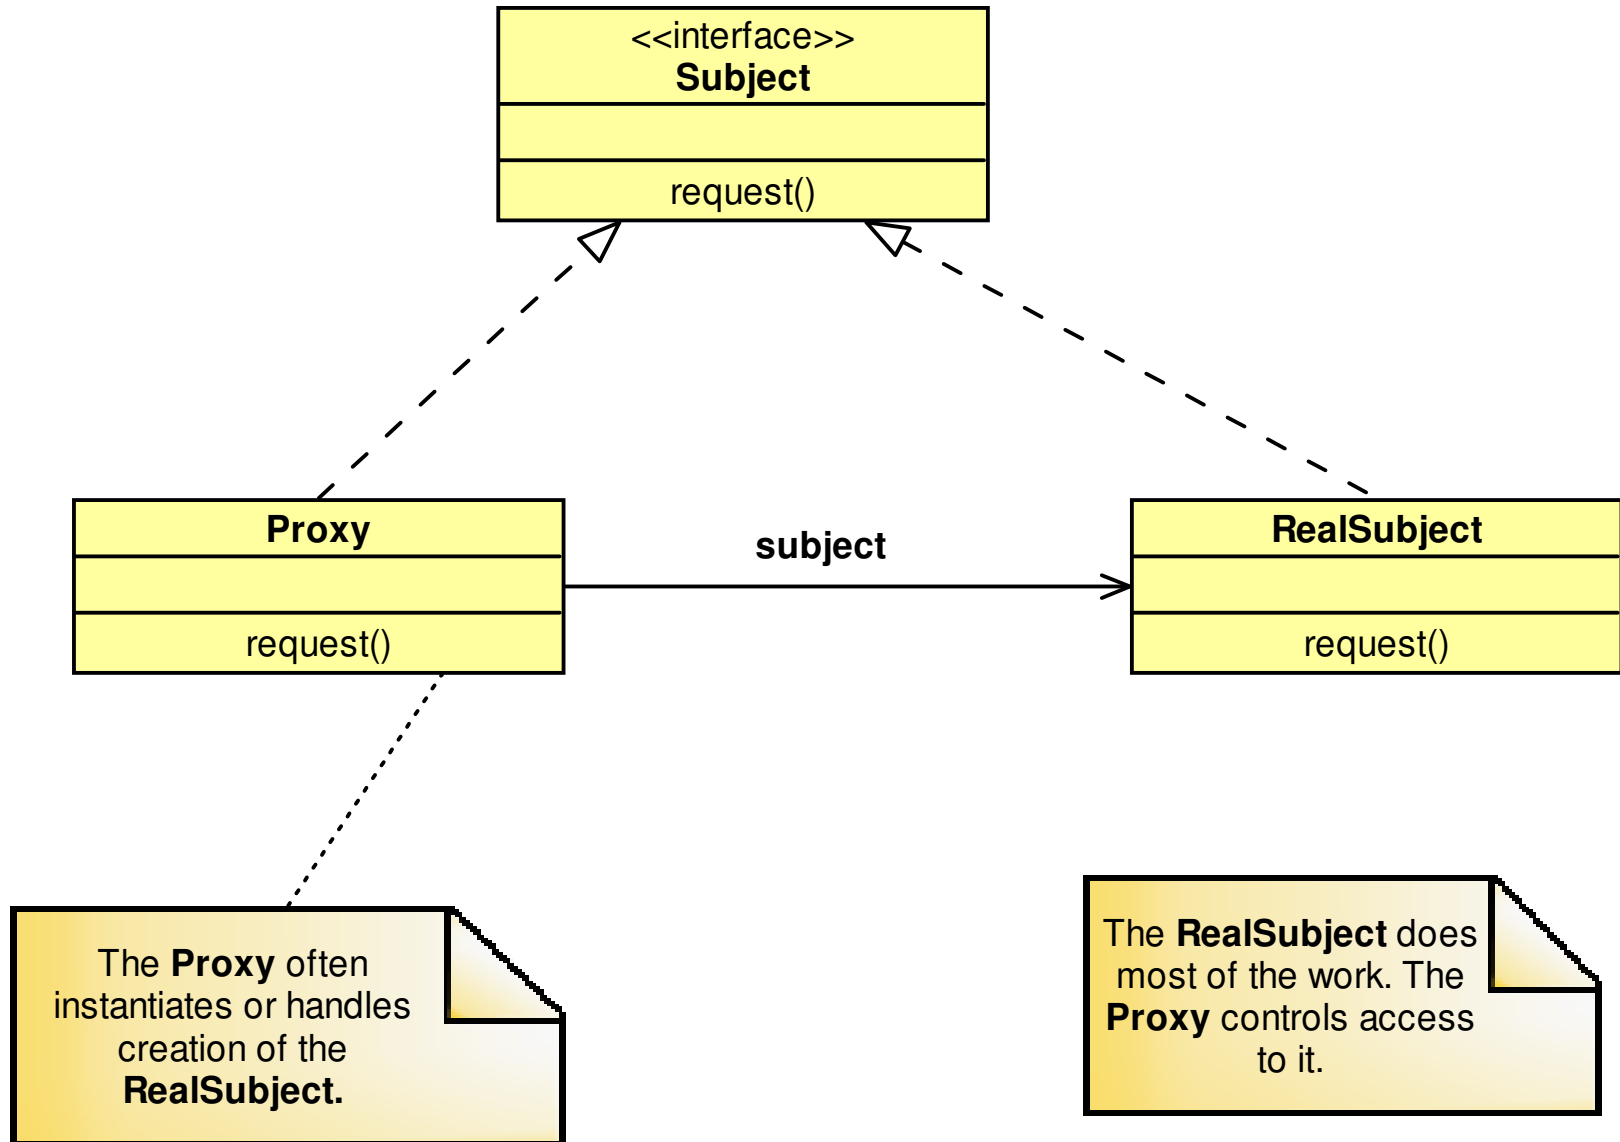 <<interface>>
Subject
request()
Proxy
request()
subject
RealSubject
request()
The Proxy often
instantiates or handles
creation of the
RealSubject.
The RealSubject does
most of the work. The
Proxy controls access
to it.